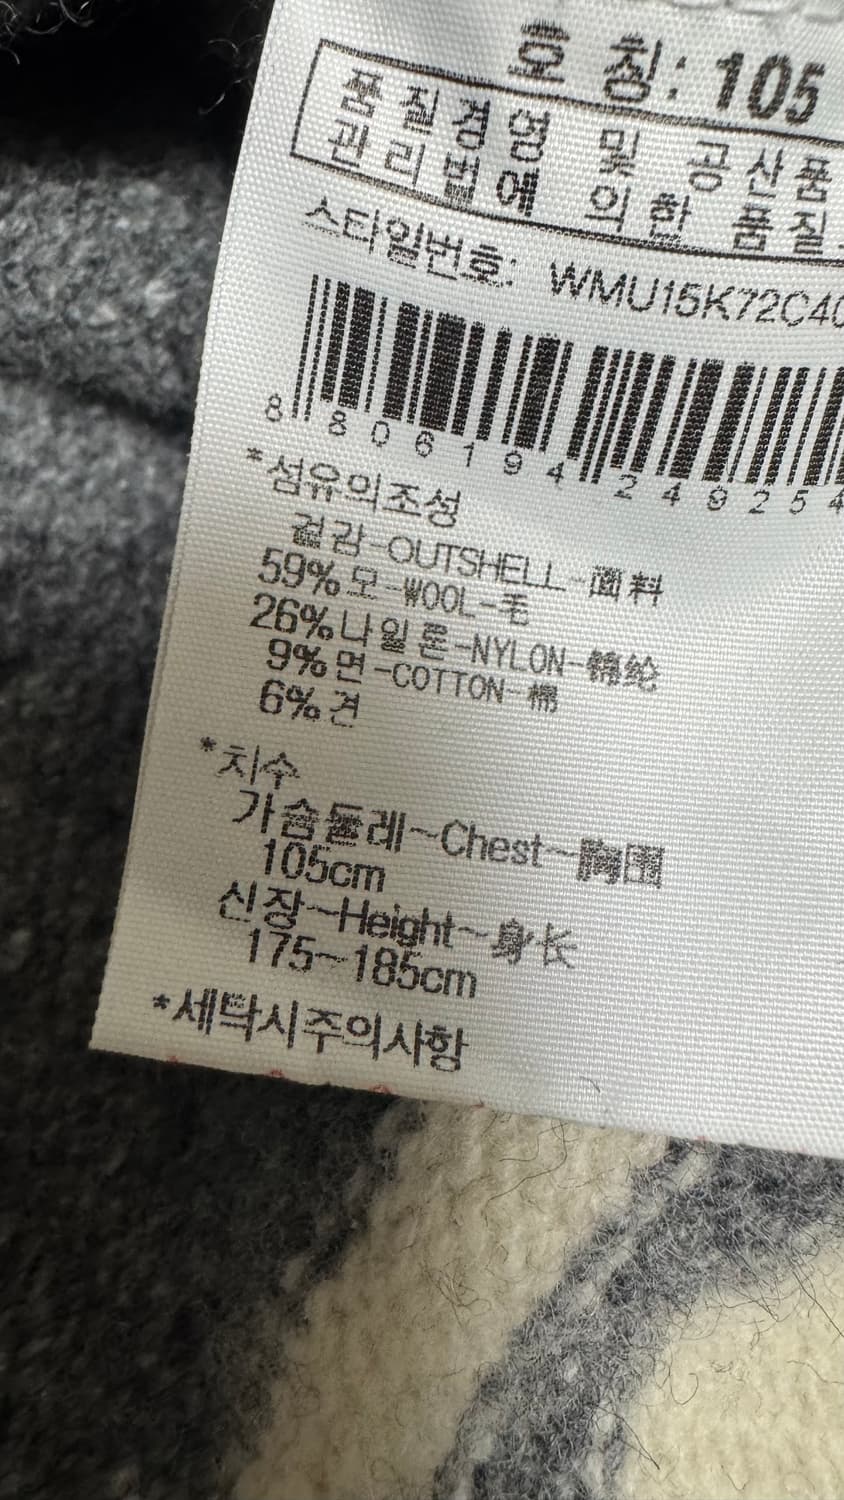 호 칭: 105
품질경영 및 공산품
관리법에 의한 품질
스타일번호: WMU15K72C40
8 806194 249254
*섬유의조성
겉감-OUTSHELL-面料
59%모-WOOL-毛
26%나일론-NYLON-锦纶
9%면-COTTON-棉
6%견
*치수
가슴둘레~Chest~胸围
105cm
신장~Height~身长
175~185cm
*세탁시주의사항